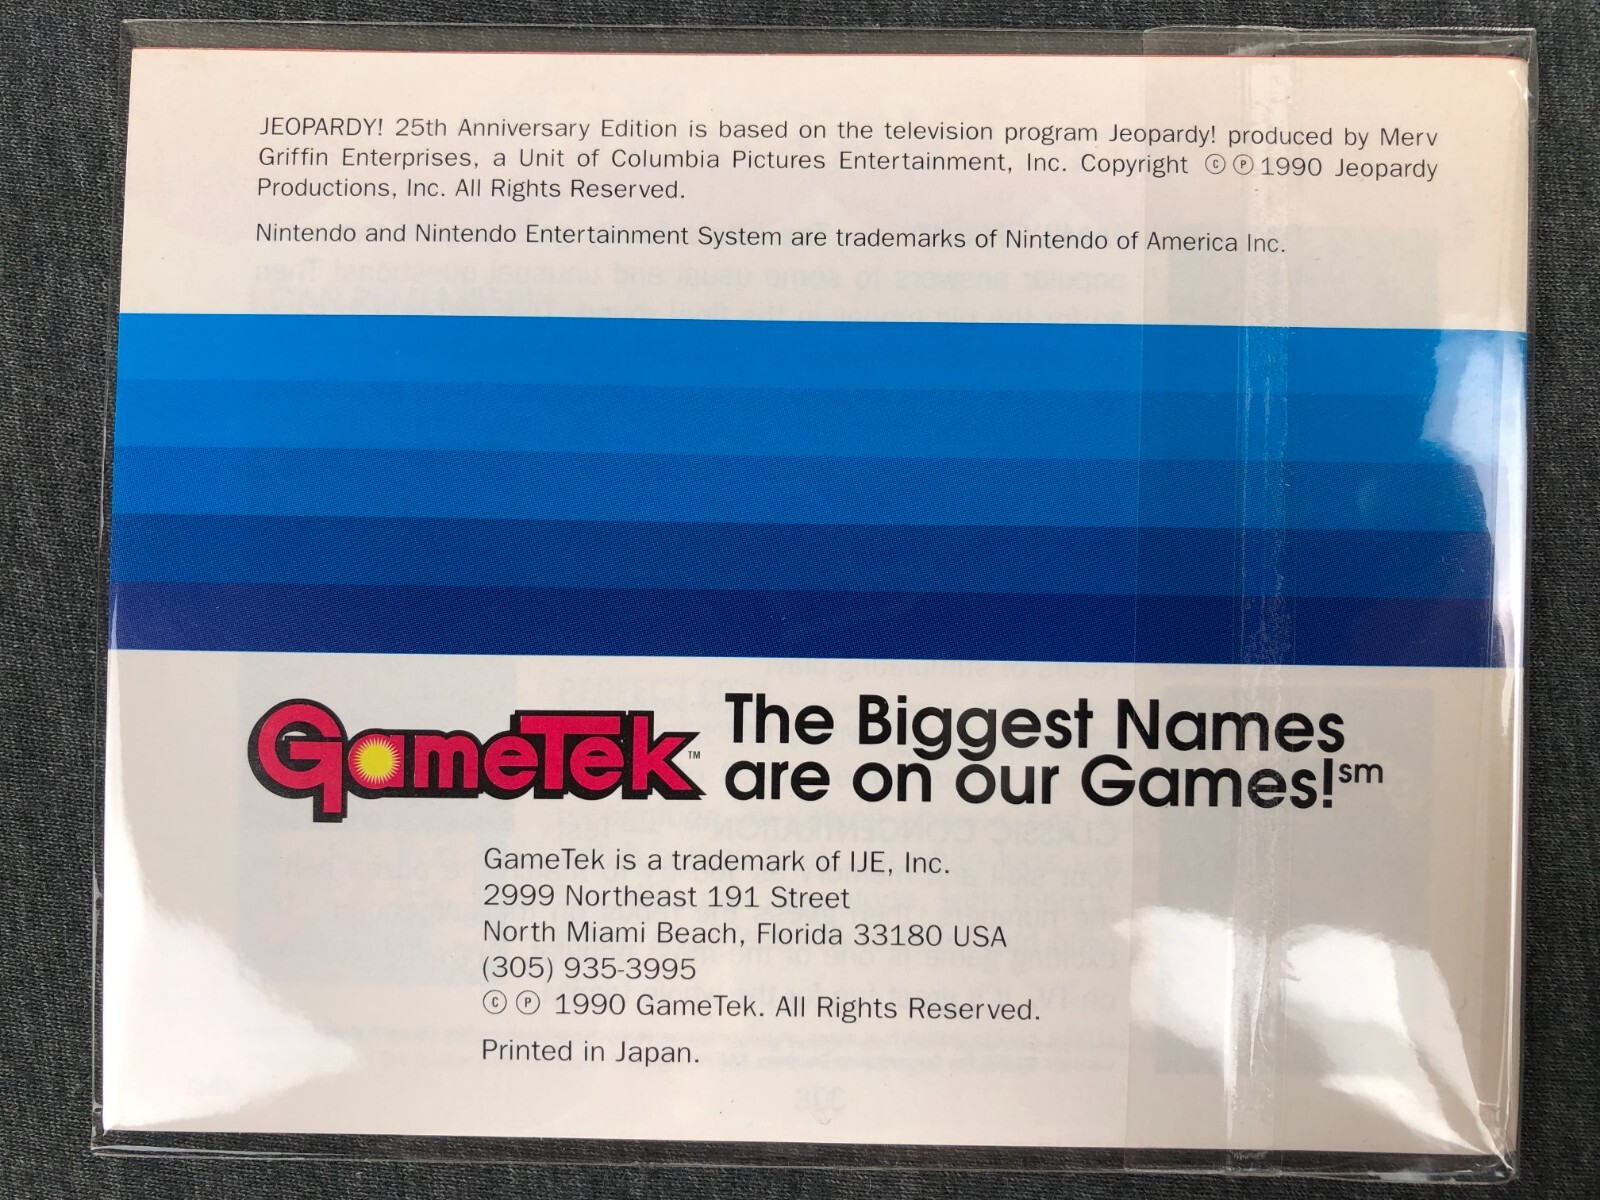 JEOPARDY! 25th Anniversary Edition is based on the television program Jeopardy! produced by Merv
Griffin Enterprises, a Unit of Columbia Pictures Entertainment, Inc. Copyright ©℗1990 Jeopardy
Productions, Inc. All Rights Reserved.
Nintendo and Nintendo Entertainment System are trademarks of Nintendo of America Inc.
GameTek™
The Biggest Names
are on our Games!℠
GameTek is a trademark of IJE, Inc.
2999 Northeast 191 Street
North Miami Beach, Florida 33180 USA
(305) 935-3995
© ℗ 1990 GameTek. All Rights Reserved.
Printed in Japan.